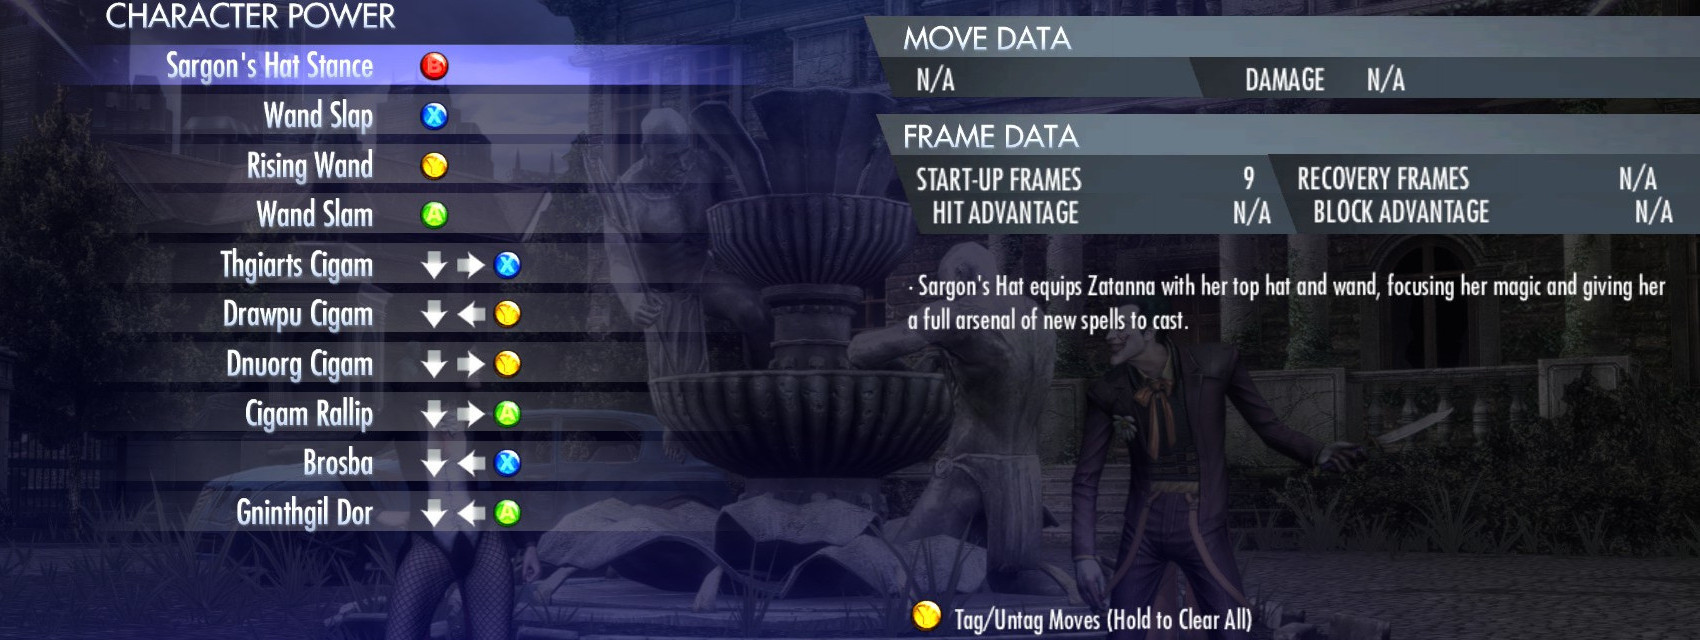 CHARACTER POWER
Sargon's Hat Stance B
Wand Slap X
Rising Wand Y
Wand Slam A
Thgiarts Cigam X
Drawpu Cigam Y
Dnuorg Cigam Y
Cigam Rallip A
Brosba X
Gninthgil Dor A
MOVE DATA
N/A DAMAGE N/A
FRAME DATA
START-UP FRAMES 9 RECOVERY FRAMES N/A
HIT ADVANTAGE N/A BLOCK ADVANTAGE N/A
· Sargon's Hat equips Zatanna with her top hat and wand, focusing her magic and giving her
a full arsenal of new spells to cast.
Y Tag/Untag Moves (Hold to Clear All)